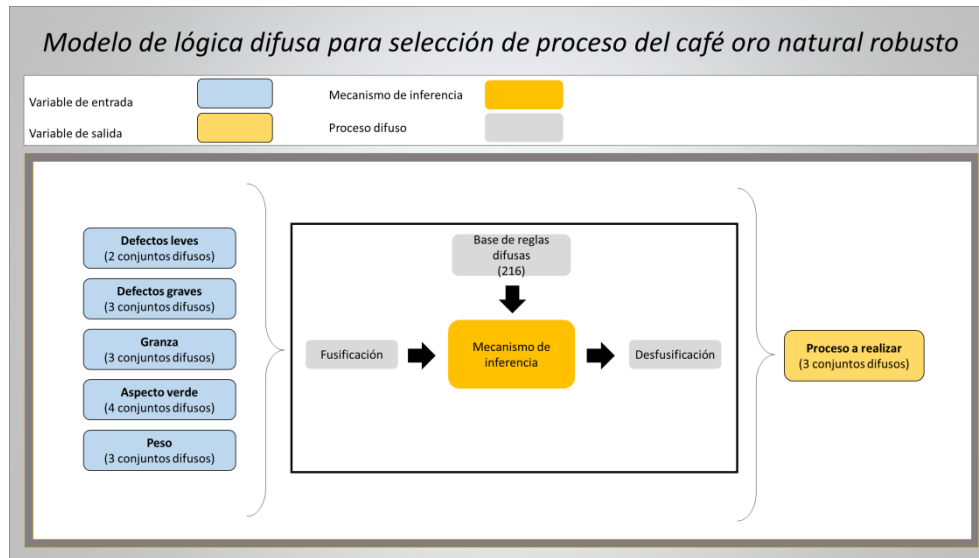 Modelo de lógica difusa para selección de proceso del café oro natural robusto
Variable de entrada
Mecanismo de inferencia
Variable de salida
Proceso difuso
Defectos leves
(2 conjuntos difusos)
Defectos graves
(3 conjuntos difusos)
Granza
(3 conjuntos difusos)
Aspecto verde
(4 conjuntos difusos)
Peso
(3 conjuntos difusos)
Base de reglas
difusas
(216)
Fusificación
Mecanismo de
inferencia
Desfusificación
Proceso a realizar
(3 conjuntos difusos)